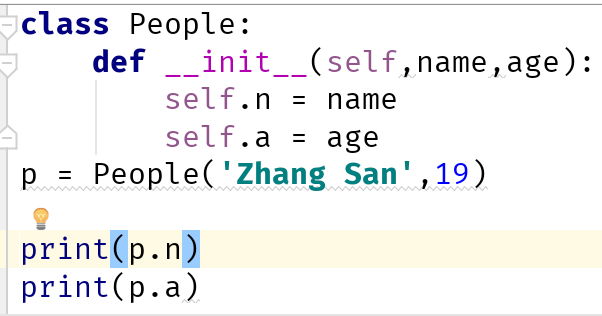 class People:
    def __init__(self,name,age):
        self.n = name
        self.a = age
p = People('Zhang San',19)
print(p.n)
print(p.a)